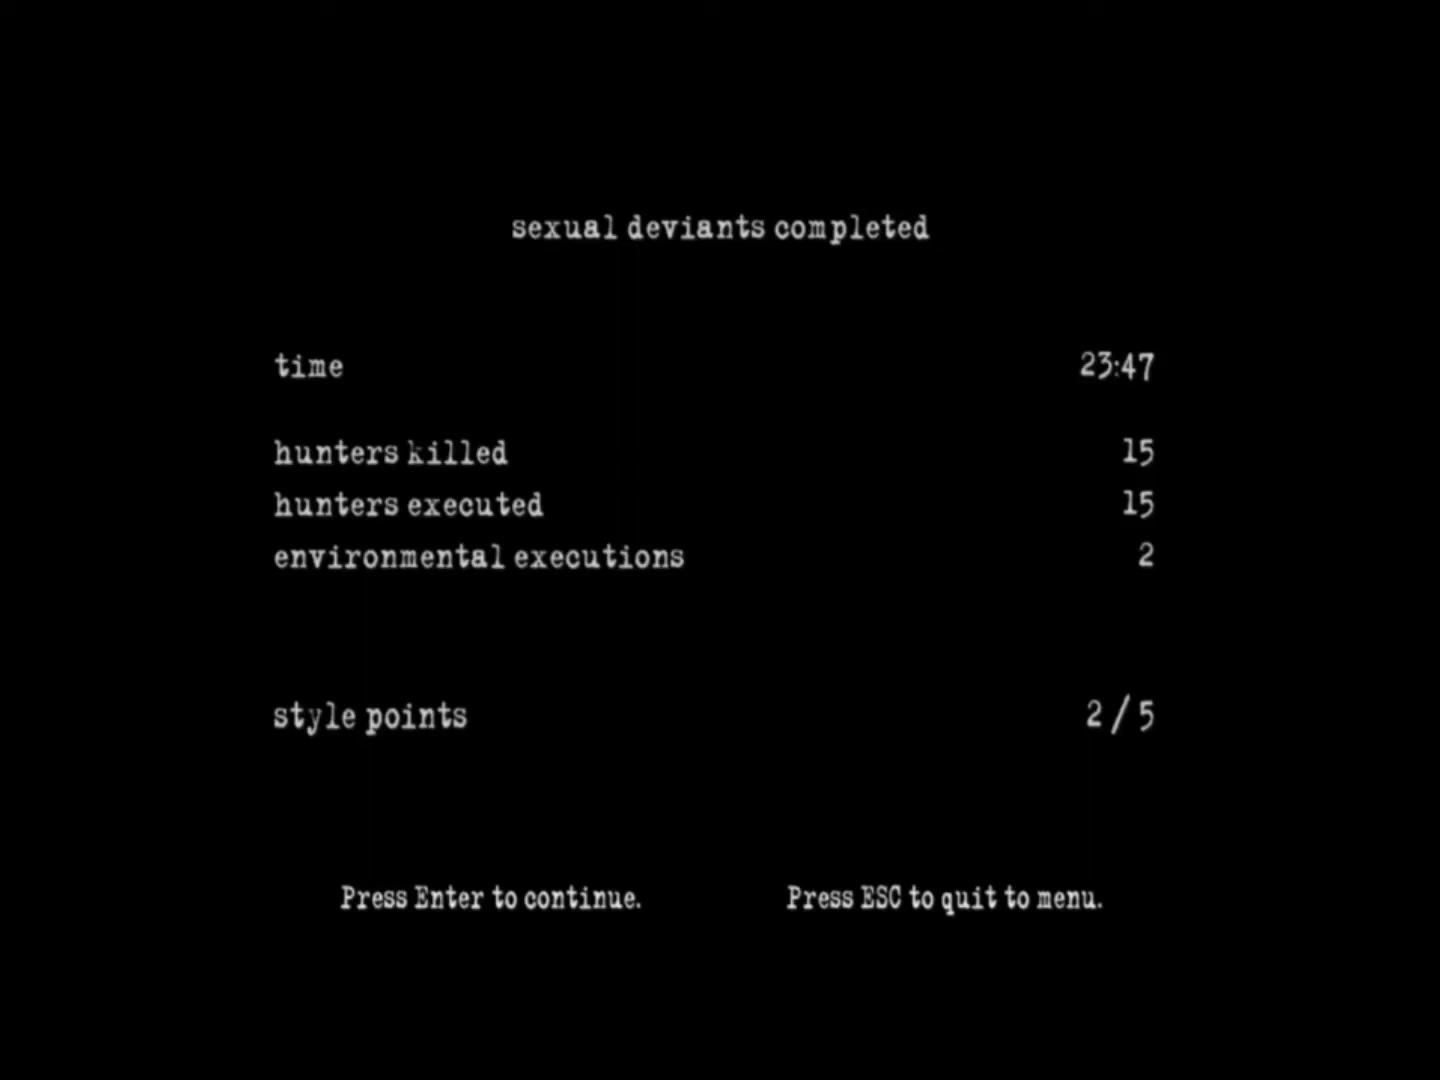 sexual deviants completed
time 23:47
hunters killed 15
hunters executed 15
environmental executions 2
style points 2 / 5
Press Enter to continue. Press ESC to quit to menu.